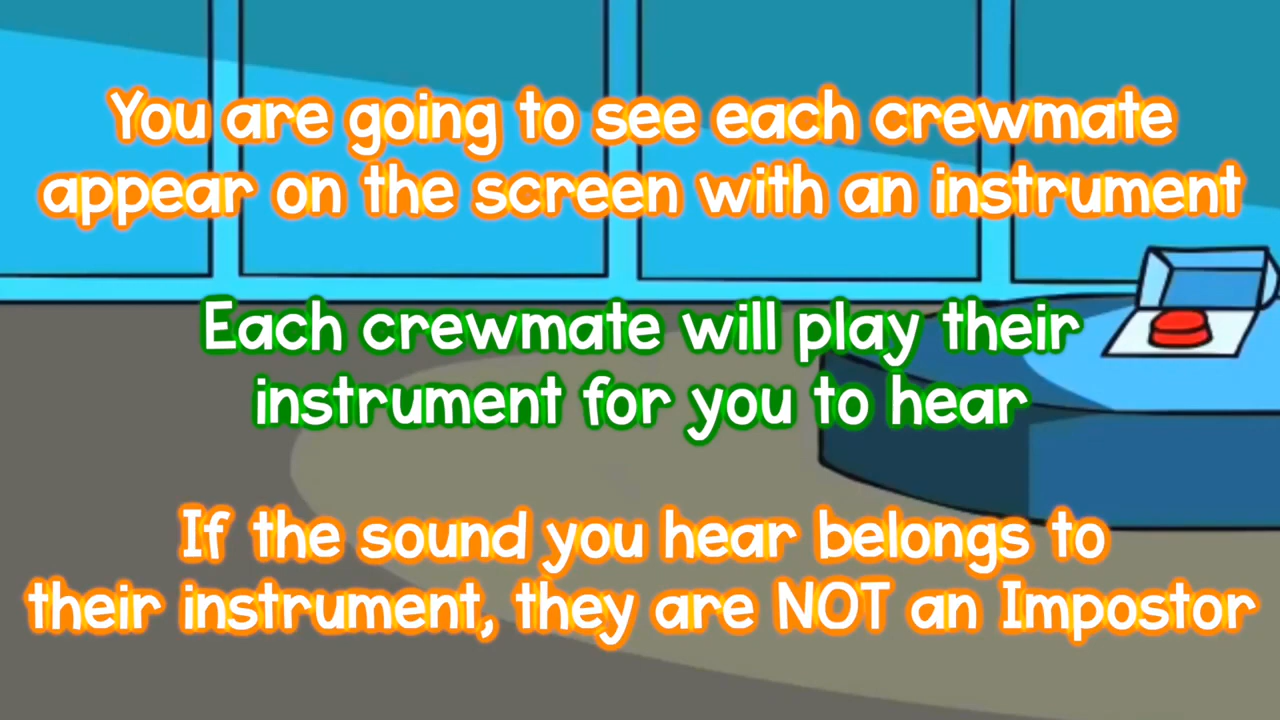 You are going to see each crewmate
appear on the screen with an instrument
Each crewmate will play their
instrument for you to hear
If the sound you hear belongs to
their instrument, they are NOT an Impostor